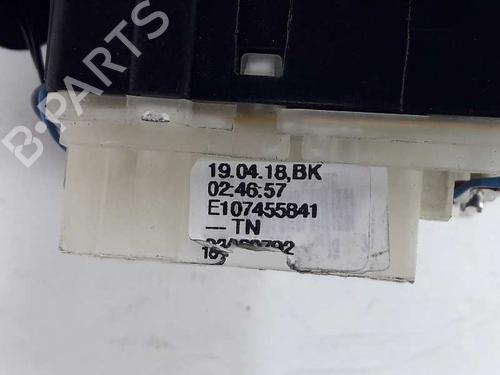 B-PARTS
19.04.18,BK
02:46:57
E107455841
--- TN